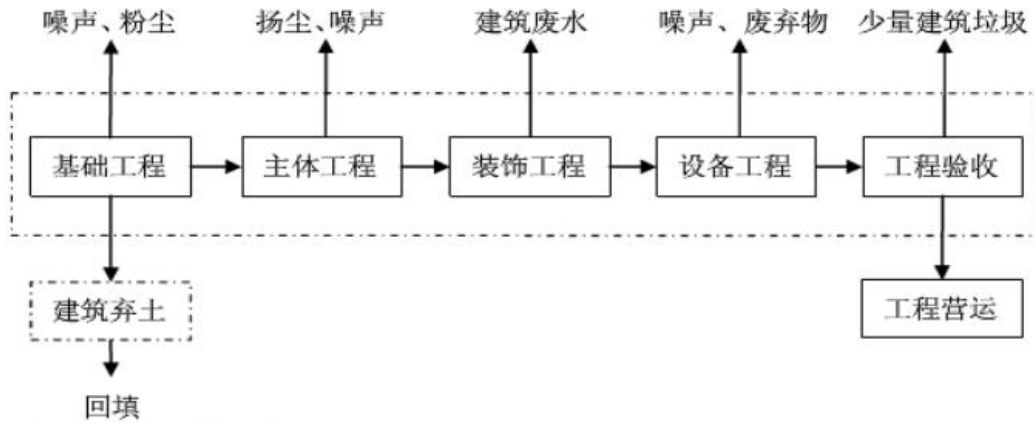 噪声、粉尘 扬尘、噪声 建筑废水 噪声、废弃物 少量建筑垃圾
基础工程 主体工程 装饰工程 设备工程 工程验收
建筑弃土 工程营运
回填